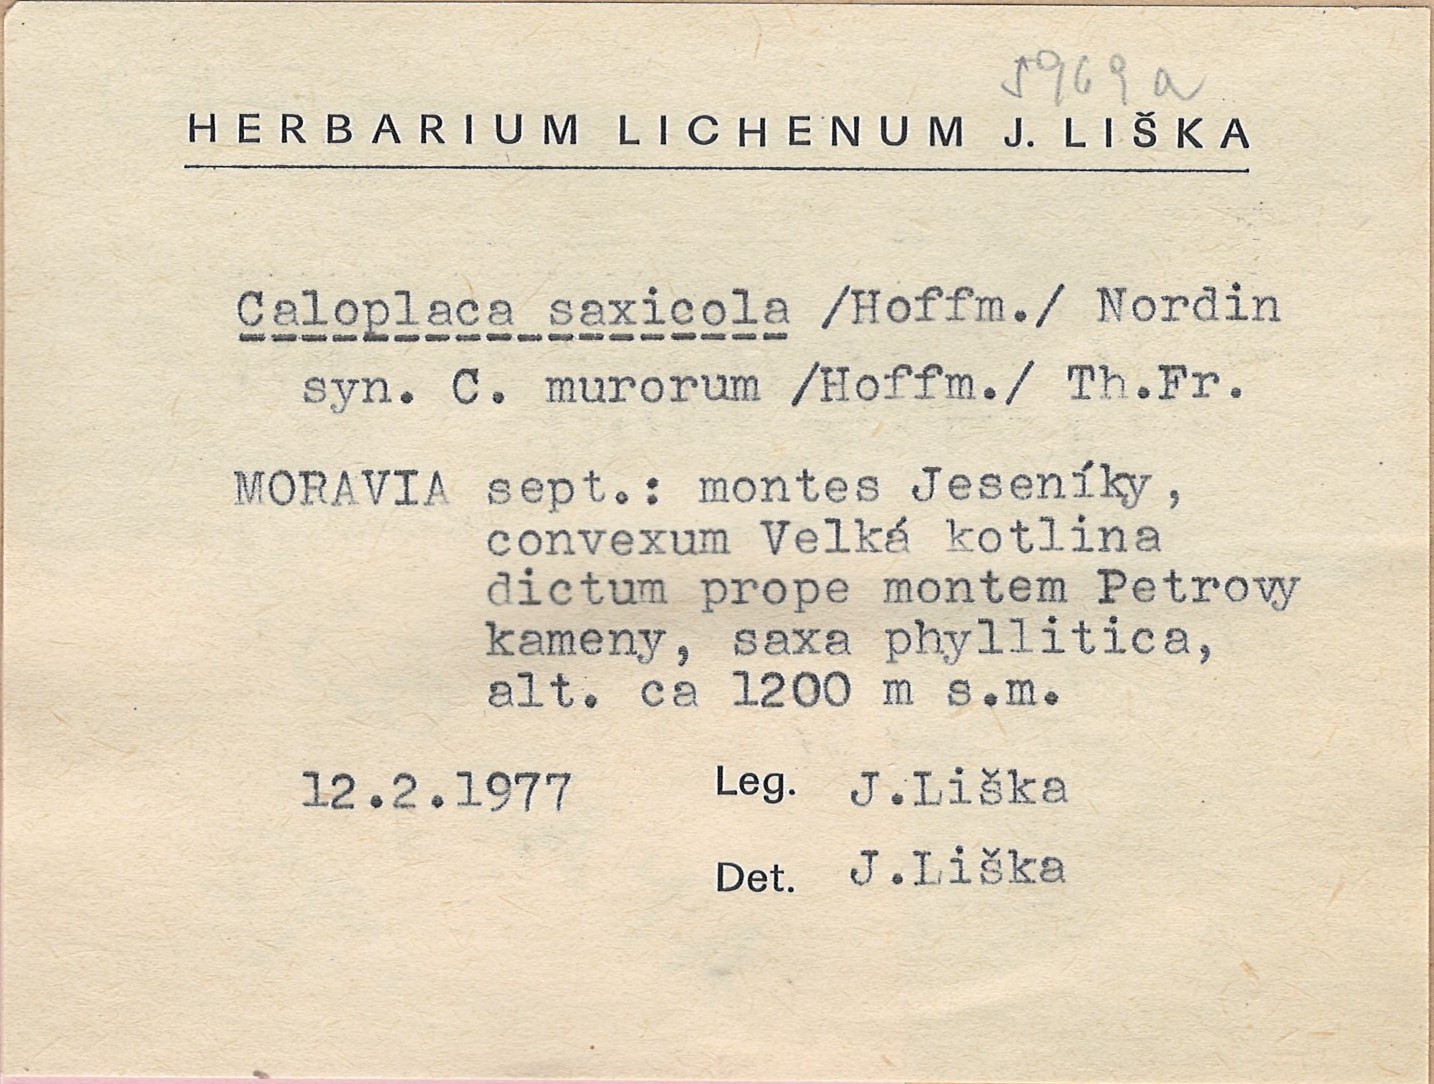 5969a
HERBARIUM LICHENUM J. LIŠKA
Caloplaca saxicola /Hoffm./ Nordin
syn. C. murorum /Hoffm./ Th.Fr.
MORAVIA sept.: montes Jeseníky,
convexum Velká kotlina
dictum prope montem Petrovy
kameny, saxa phyllitica,
alt. ca 1200 m s.m.
12.2.1977 Leg. J.Liška
Det. J.Liška